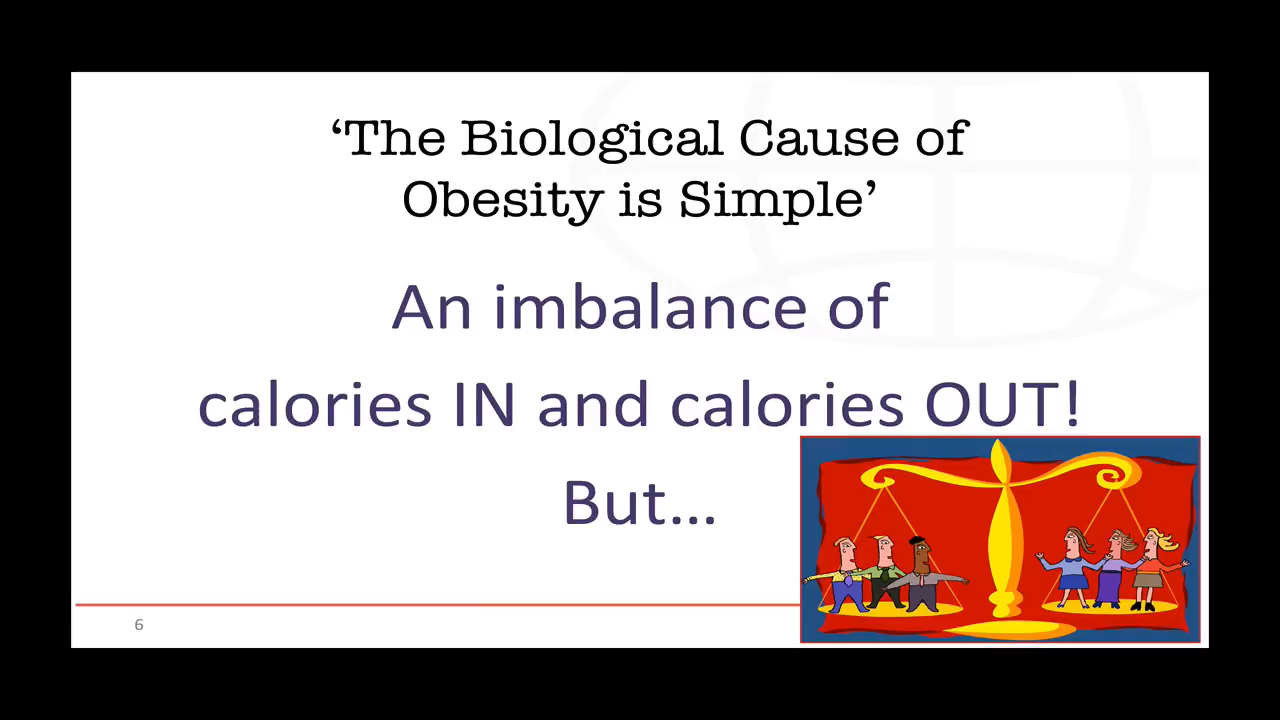 ‘The Biological Cause of
Obesity is Simple’
An imbalance of
calories IN and calories OUT!
But...
6